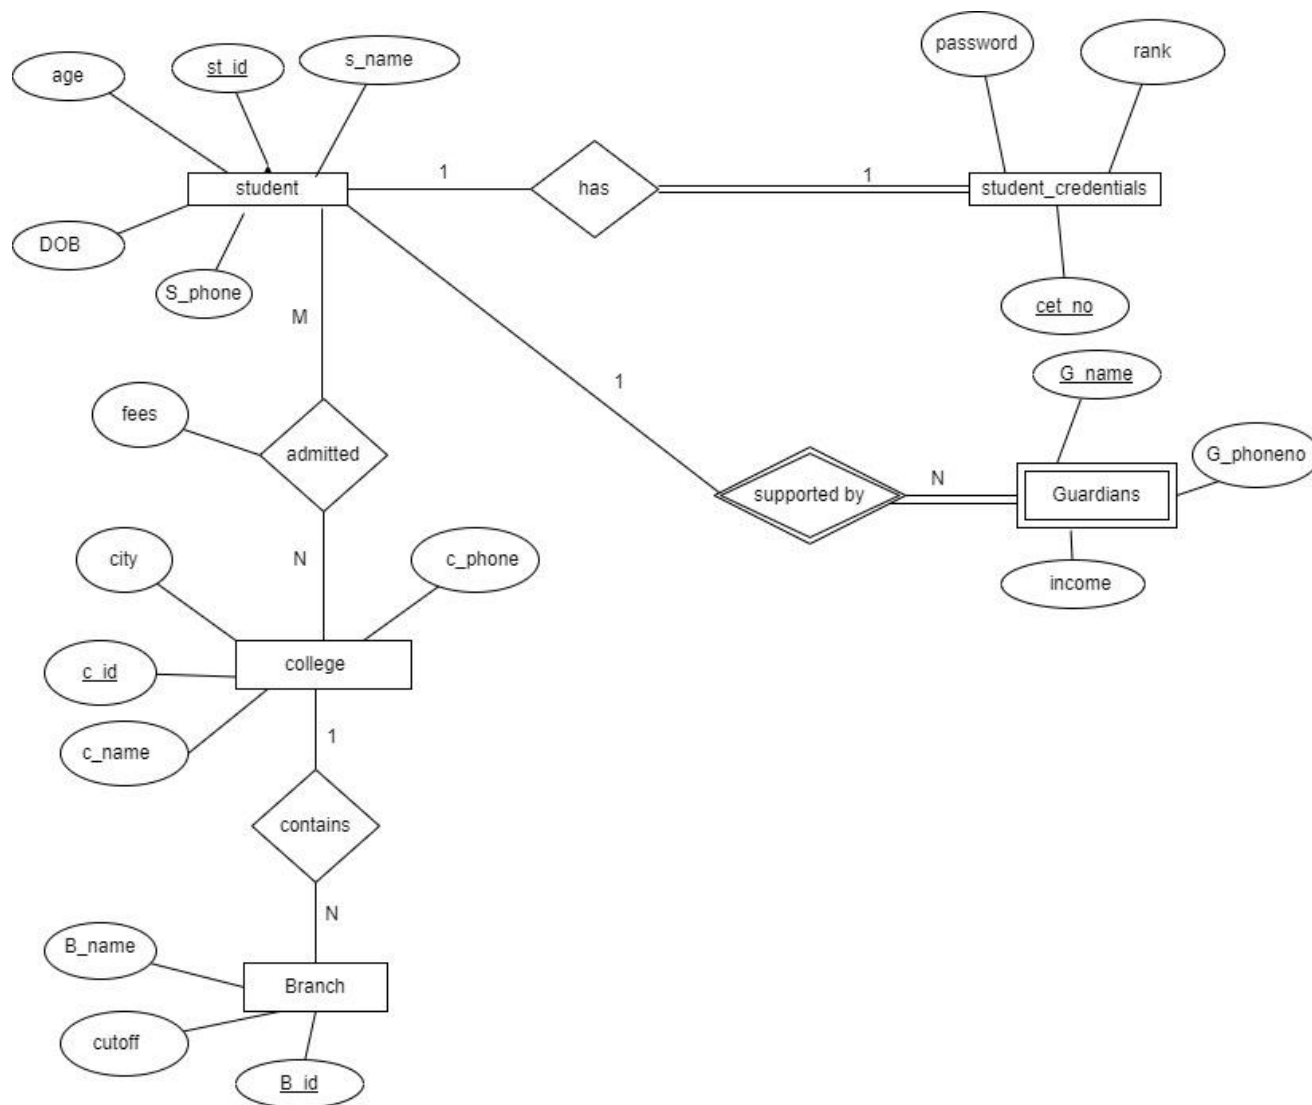 password
rank
s_name
st_id
age
student
1
has
1
student_credentials
DOB
S_phone
cet_no
M
G_name
1
fees
admitted
G_phoneno
N
supported by
Guardians
city
N
c_phone
income
college
c_id
1
c_name
contains
N
B_name
Branch
cutoff
B_id